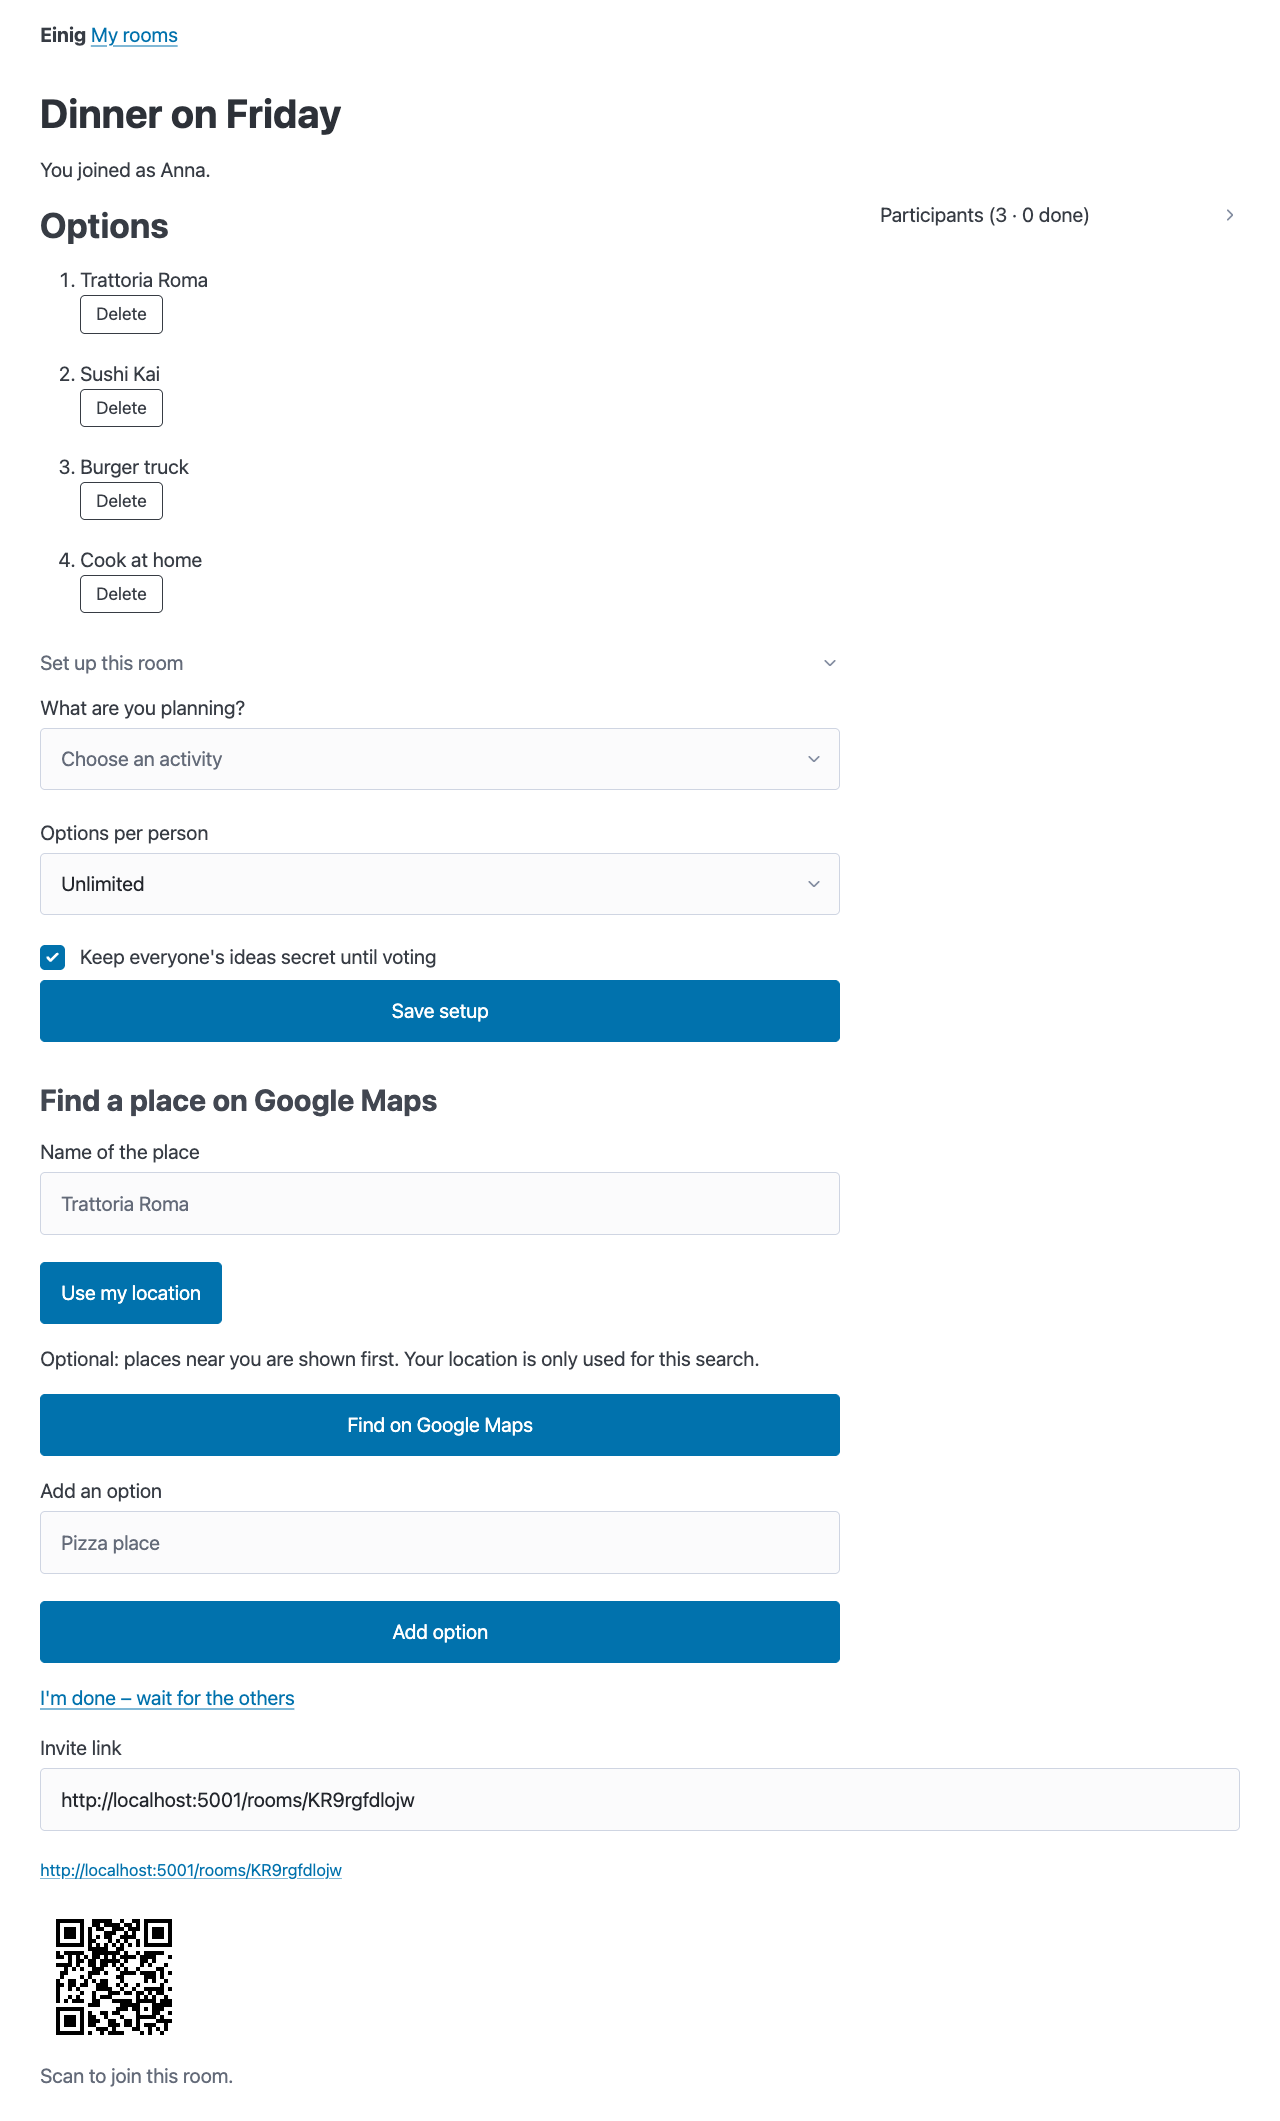 Einig My rooms
Dinner on Friday
You joined as Anna.
Options
1. Trattoria Roma
Delete
2. Sushi Kai
Delete
3. Burger truck
Delete
4. Cook at home
Delete
Participants (3 · 0 done)
Set up this room
What are you planning?
Choose an activity
Options per person
Unlimited
Keep everyone's ideas secret until voting
Save setup
Find a place on Google Maps
Name of the place
Trattoria Roma
Use my location
Optional: places near you are shown first. Your location is only used for this search.
Find on Google Maps
Add an option
Pizza place
Add option
I'm done – wait for the others
Invite link
http://localhost:5001/rooms/KR9rgfdlojw
http://localhost:5001/rooms/KR9rgfdlojw
Scan to join this room.